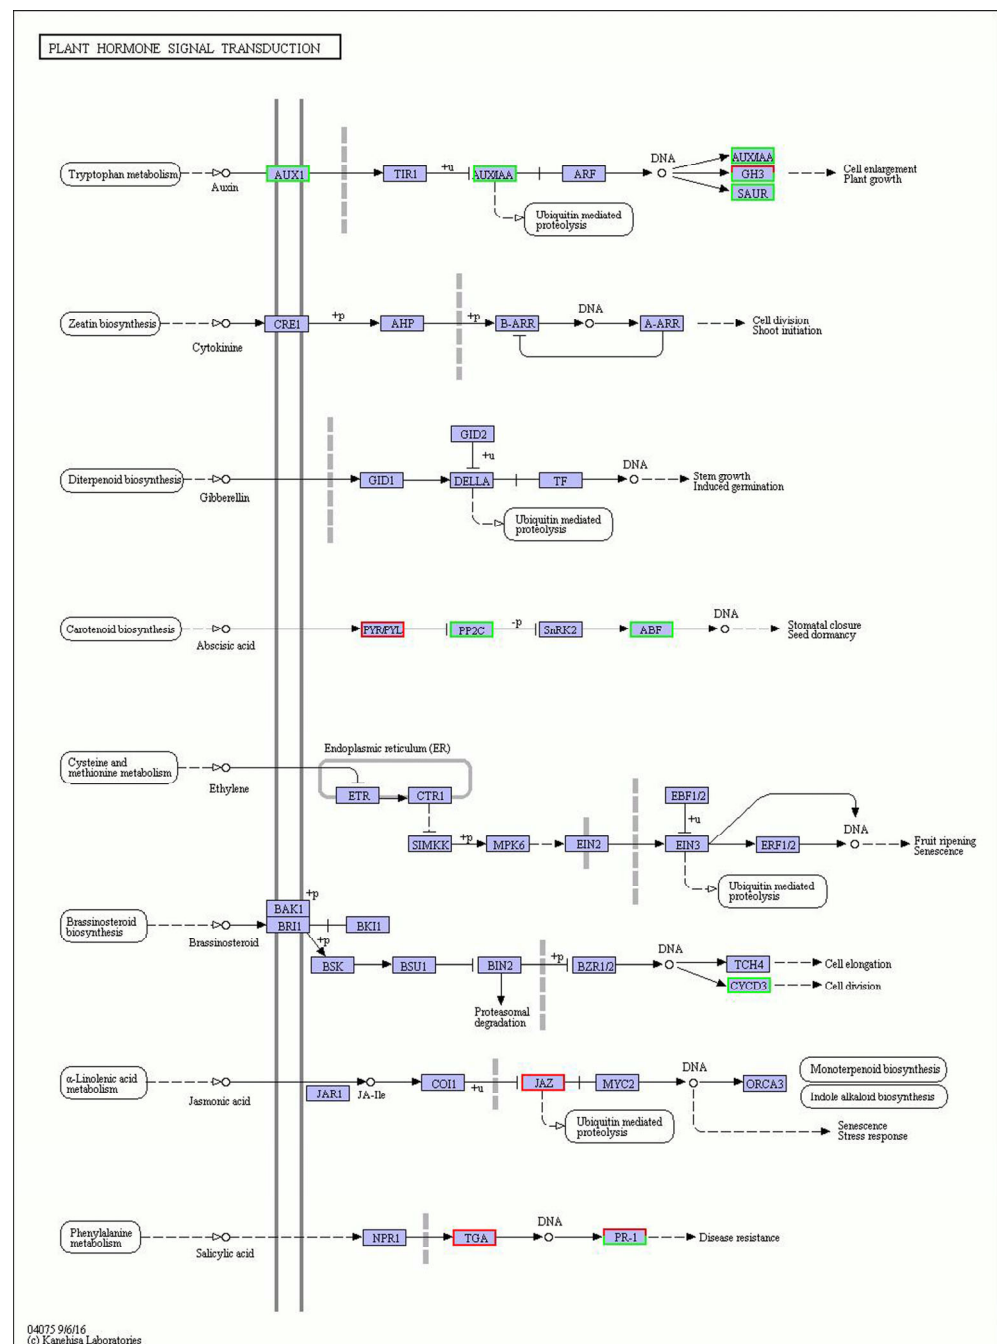 PLANT HORMONE SIGNAL TRANSDUCTION
Tryptophan metabolism
Auxin
AUX1
TIR1
+u
AUX/IAA
ARF
DNA
AUX/IAA
GH3
SAUR
Cell enlargement
Plant growth
Ubiquitin mediated
proteolysis
Zeatin biosynthesis
Cytokinine
CRE1
+p
AHP
+p
B-ARR
DNA
A-ARR
Cell division
Shoot initiation
Diterpenoid biosynthesis
Gibberellin
GID1
GID2
+u
DELLA
TF
DNA
Stem growth
Induced germination
Ubiquitin mediated
proteolysis
Carotenoid biosynthesis
Abscisic acid
PYR/PYL
PP2C
-p
SnRK2
ABF
DNA
Stomatal closure
Seed dormancy
Cysteine and
methionine metabolism
Ethylene
Endoplasmic reticulum (ER)
ETR
CTR1
SIMKK
+p
MPK6
EIN2
EBF1/2
+u
EIN3
ERF1/2
DNA
Fruit ripening
Senescence
Ubiquitin mediated
proteolysis
Brassinosteroid
biosynthesis
Brassinosteroid
+p
BAK1
BRI1
BKI1
+p
BSK
BSU1
BIN2
+p
BZR1/2
DNA
TCH4
Cell elongation
CYCD3
Cell division
Proteasomal
degradation
α-Linolenic acid
metabolism
Jasmonic acid
JAR1
JA-Ile
COI1
+u
JAZ
MYC2
DNA
ORCA3
Monoterpenoid biosynthesis
Indole alkaloid biosynthesis
Ubiquitin mediated
proteolysis
Senescence
Stress response
Phenylalanine
metabolism
Salicylic acid
NPR1
TGA
DNA
PR-1
Disease resistance
04075 9/6/16
(c) Kanehisa Laboratories